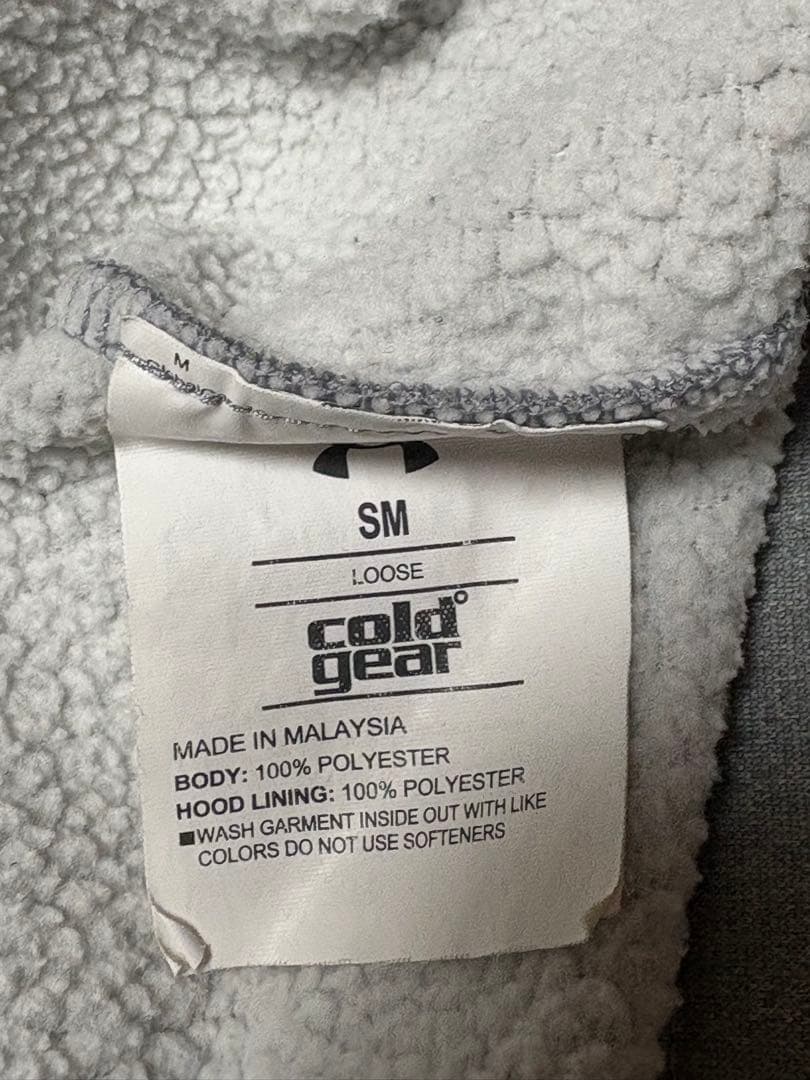 M
SM
LOOSE
cold°
gear
MADE IN MALAYSIA
BODY: 100% POLYESTER
HOOD LINING: 100% POLYESTER
■WASH GARMENT INSIDE OUT WITH LIKE
COLORS DO NOT USE SOFTENERS